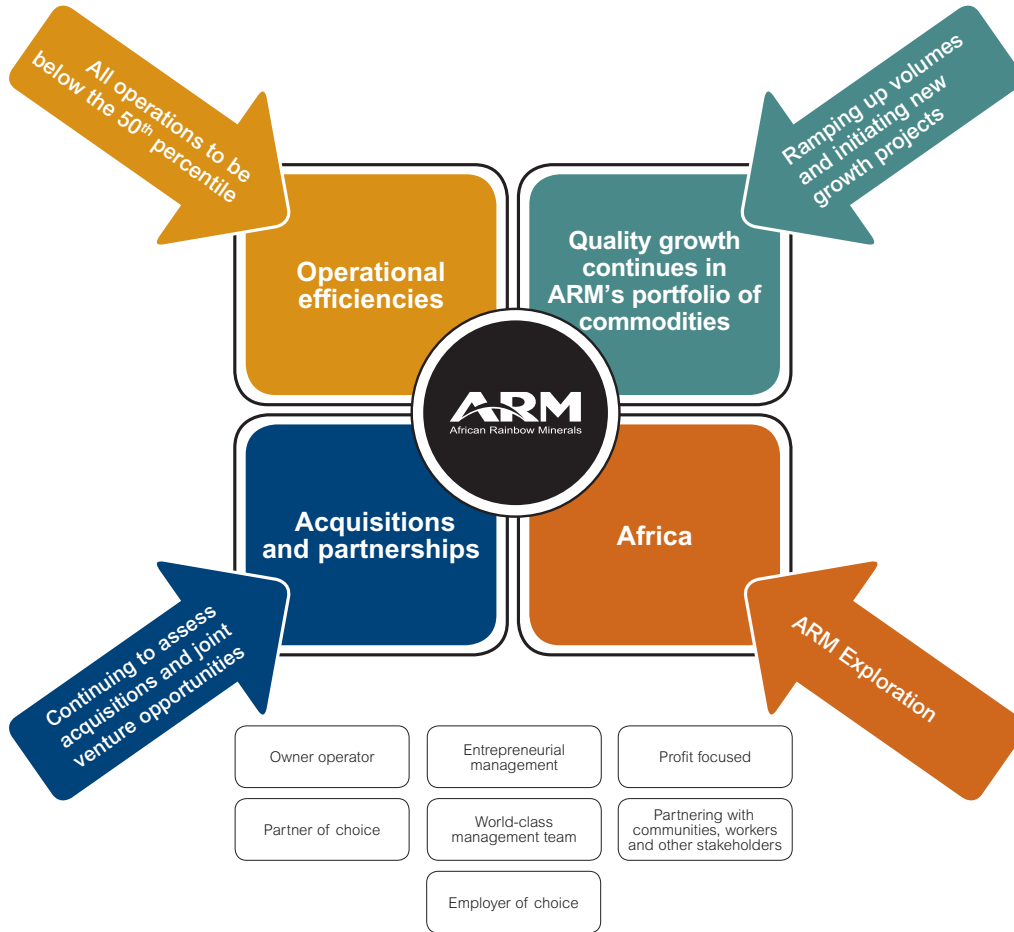 All operations to be
below the 50th percentile
Ramping up volumes
and initiating new
growth projects
Operational
efficiencies
Quality growth
continues in
ARM's portfolio of
commodities
ARM
African Rainbow Minerals
Acquisitions
and partnerships
Africa
Continuing to assess
acquisitions and joint
venture opportunities
ARM Exploration
Owner operator
Entrepreneurial
management
Profit focused
Partner of choice
World-class
management team
Partnering with
communities, workers
and other stakeholders
Employer of choice